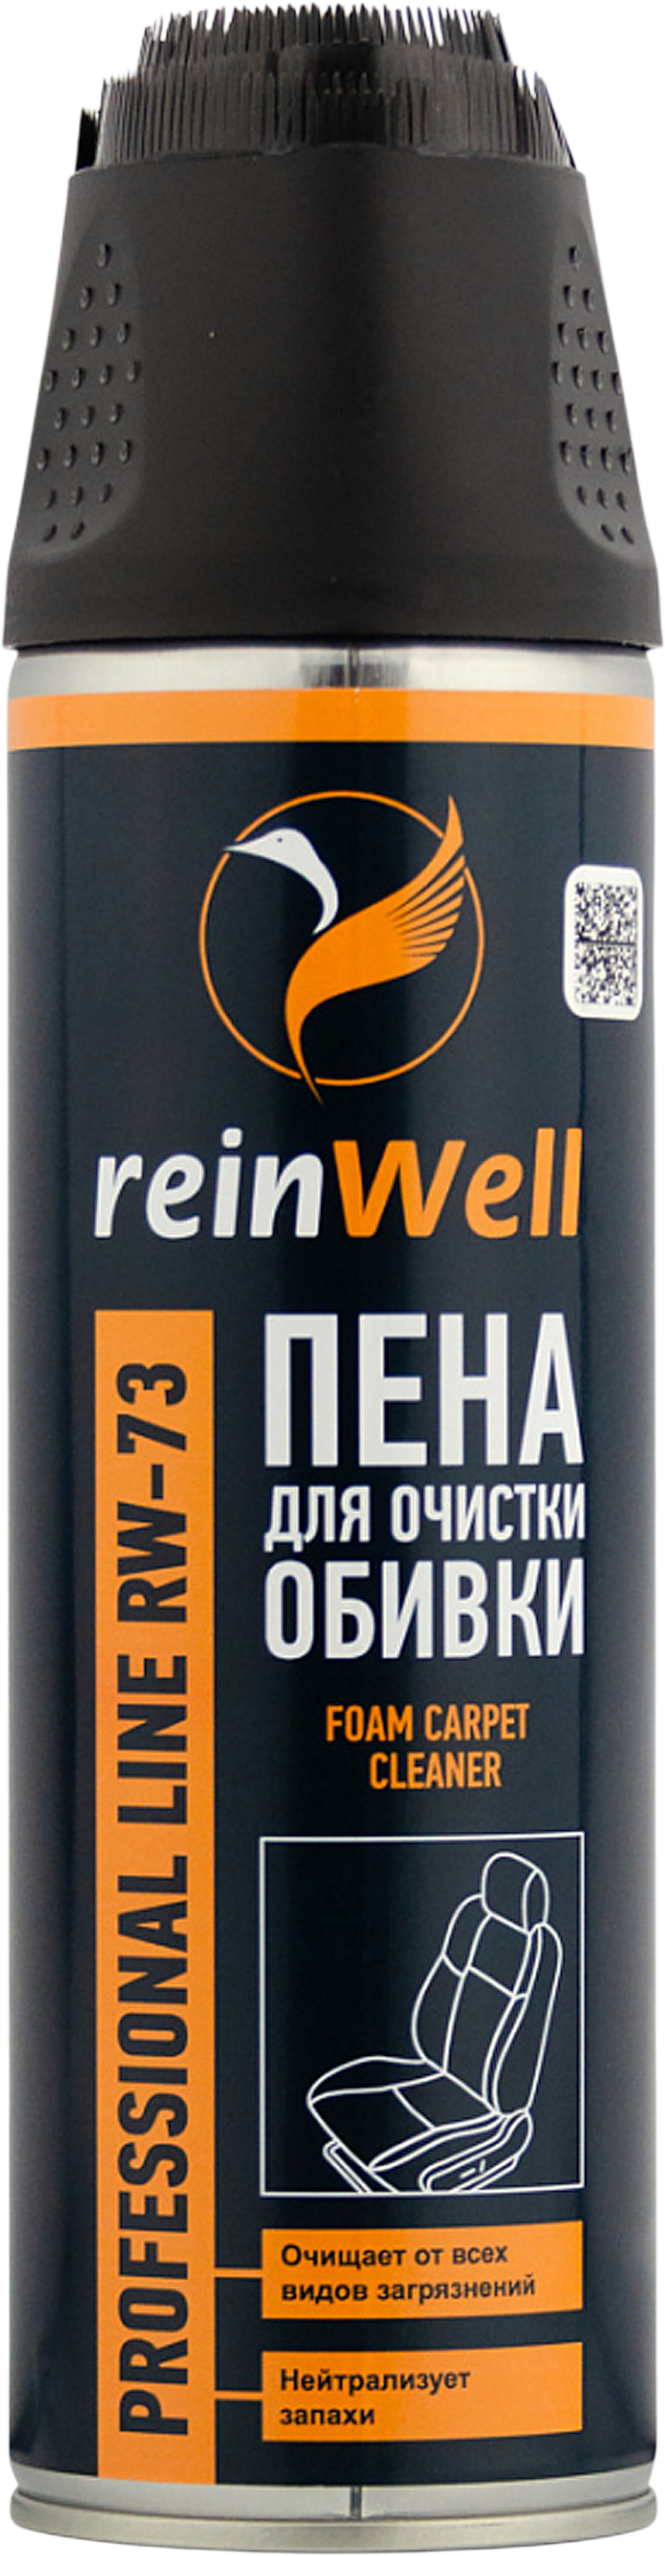 reinWell
PROFESSIONAL LINE RW-73
ПЕНА
ДЛЯ ОЧИСТКИ
ОБИВКИ
FOAM CARPET
CLEANER
Очищает от всех
видов загрязнений
Нейтрализует
запахи